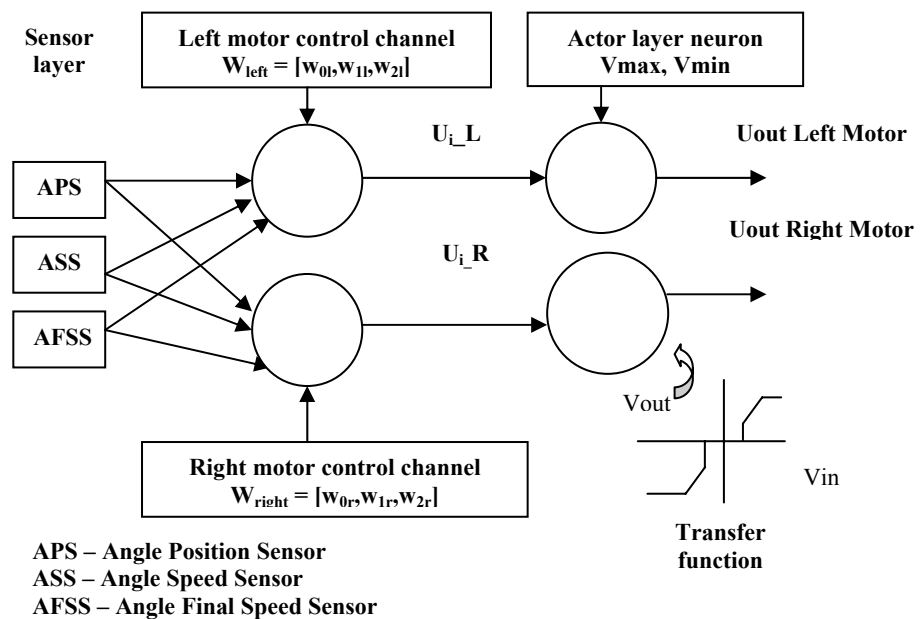 Sensor layer
Left motor control channel
W_left = [w_0l,w_1l,w_2l]
Actor layer neuron
Vmax, Vmin
U_i_L
Uout Left Motor
APS
ASS
AFSS
U_i_R
Uout Right Motor
Vout
Right motor control channel
W_right = [w_0r,w_1r,w_2r]
Vin
Transfer function
APS – Angle Position Sensor
ASS – Angle Speed Sensor
AFSS – Angle Final Speed Sensor